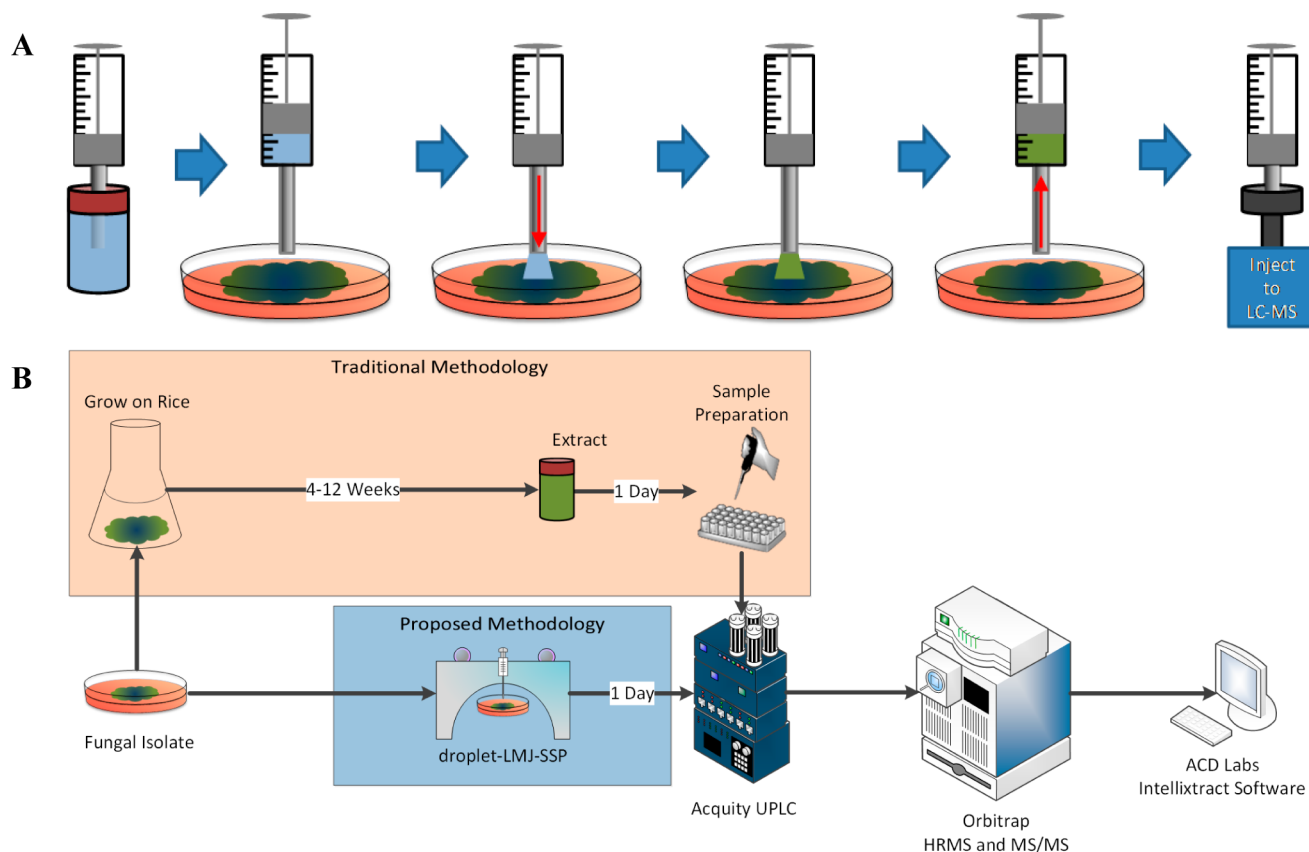 A
Inject
to
LC-MS
B
Traditional Methodology
Grow on Rice
Sample
Preparation
Extract
4-12 Weeks
1 Day
Proposed Methodology
1 Day
Fungal Isolate
droplet-LMJ-SSP
Acquity UPLC
Orbitrap
HRMS and MS/MS
ACD Labs
Intellixtract Software